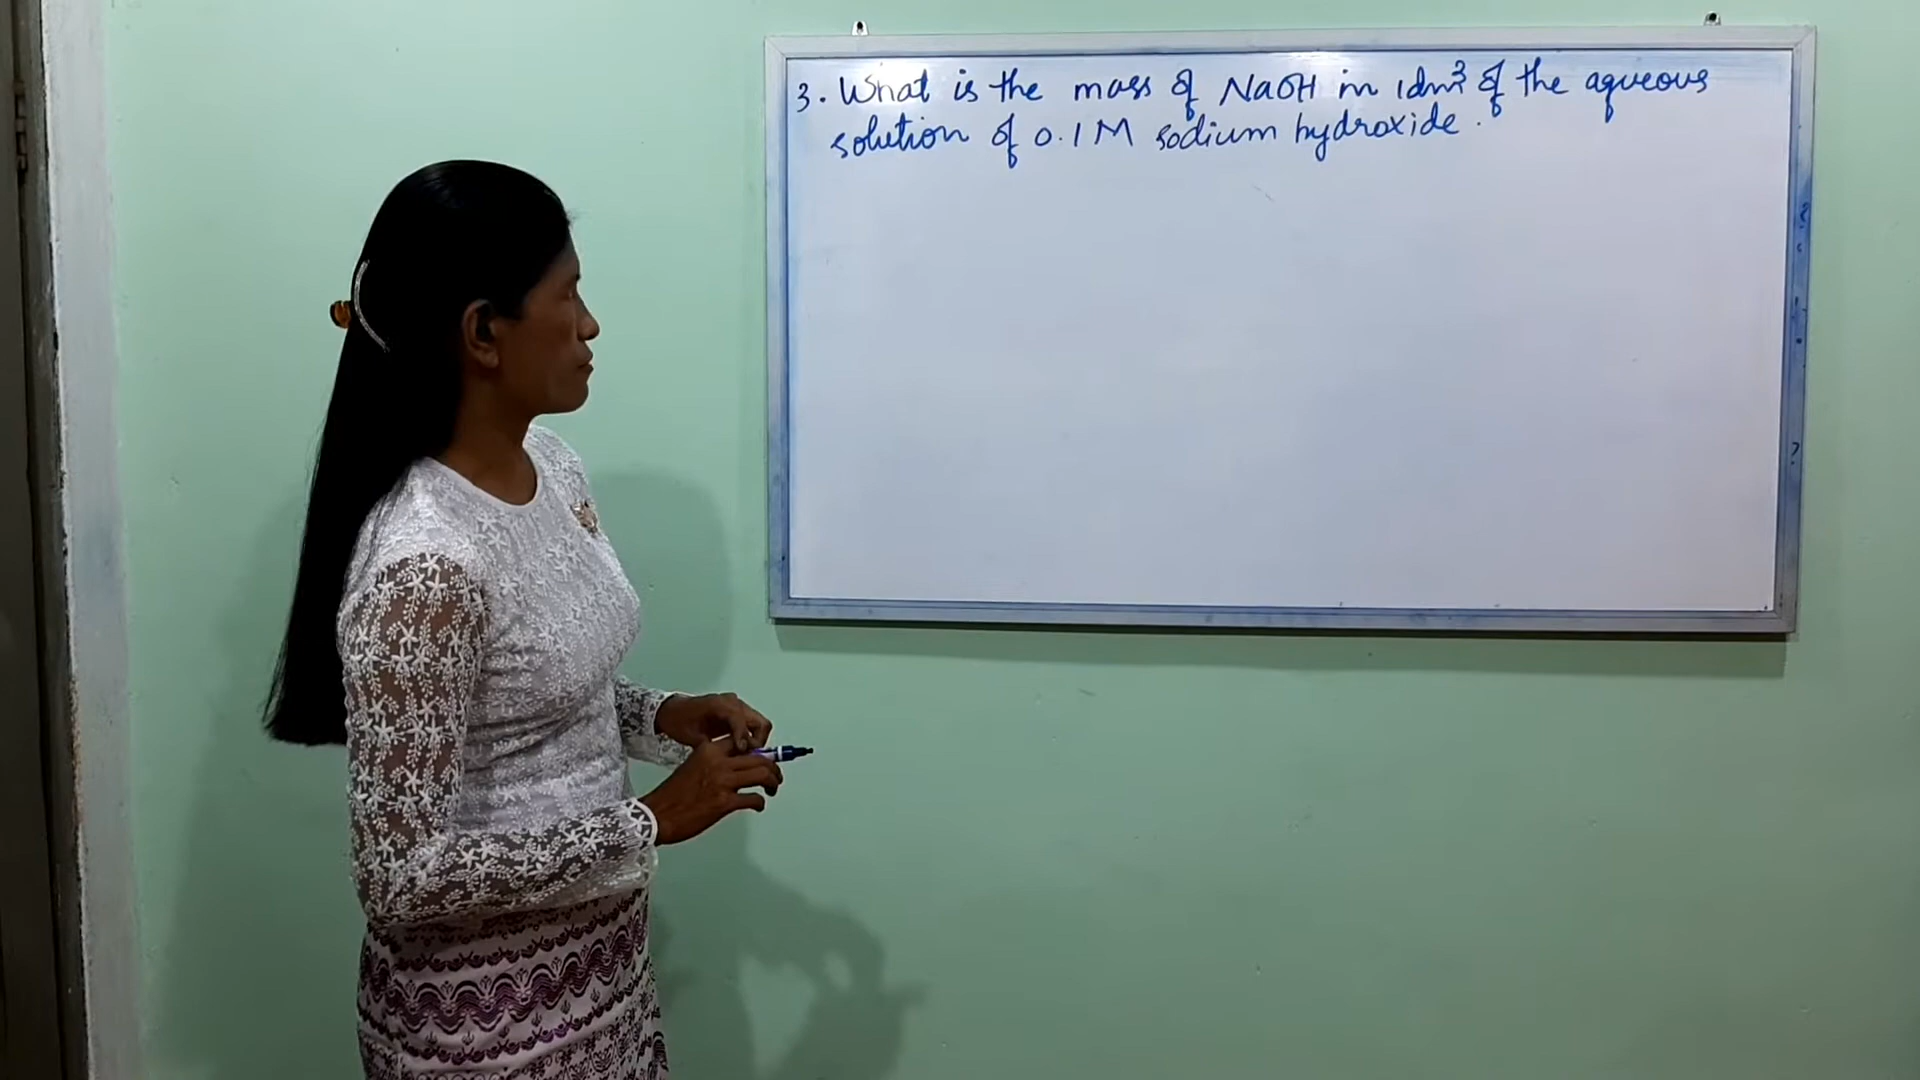 3. What is the mass of NaOH in 1dm³ of the aqueous
solution of 0.1M sodium hydroxide.